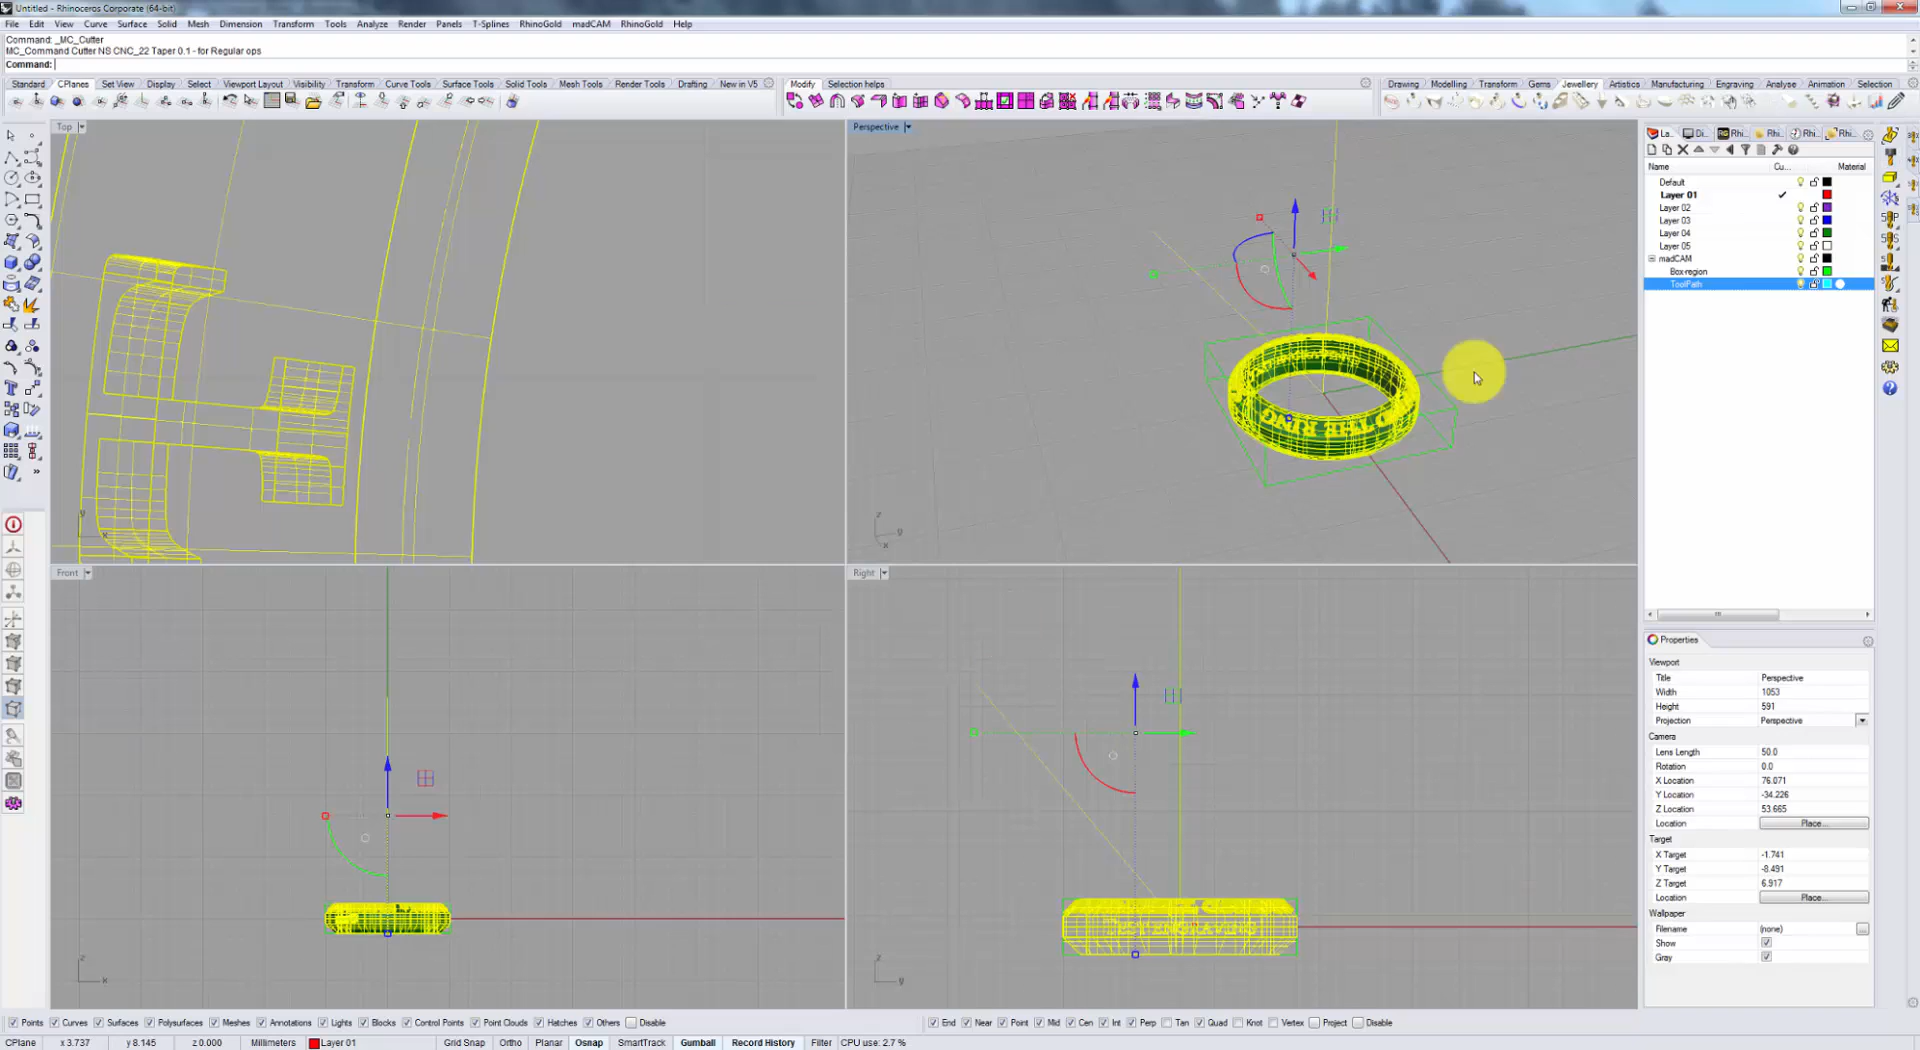 Untitled - Rhinoceros Corporate (64-bit)
File Edit View Curve Surface Solid Mesh Dimension Transform Tools Analyze Render Panels T-Splines RhinoGold madCAM RhinoGold Help
Command: _MC_Cutter
MC_Command Cutter NS CNC_22 Taper 0.1 - for Regular ops
Command:
Standard CPlanes Set View Display Select Viewport Layout Visibility Transform Curve Tools Surface Tools Solid Tools Mesh Tools Render Tools Drafting New in V5
Modify Selection helps
Drawing Modelling Transform Gems Jewellery Artistics Manufacturing Engraving Analyse Animation Selection
Top
Perspective
THE RING
Front
Right
La... Di... Rhi... Rhi... Rhi... Rhi...
Name Cu... Material
Default
Layer 01
Layer 02
Layer 03
Layer 04
Layer 05
madCAM
Box-region
ToolPath
Properties
Viewport
Title Perspective
Width 1053
Height 591
Projection Perspective
Camera
Lens Length 50.0
Rotation 0.0
X Location 76.071
Y Location -34.226
Z Location 53.665
Location Place...
Target
X Target -1.741
Y Target -8.491
Z Target 6.917
Location Place...
Wallpaper
Filename (none) ...
Show
Gray
Points Curves Surfaces Polysurfaces Meshes Annotations Lights Blocks Control Points Point Clouds Hatches Others Disable
End Near Point Mid Cen Int Perp Tan Quad Knot Vertex Project Disable
CPlane x 3.737 y 8.145 z 0.000 Millimeters Layer 01 Grid Snap Ortho Planar Osnap SmartTrack Gumball Record History Filter CPU use: 2.7 %